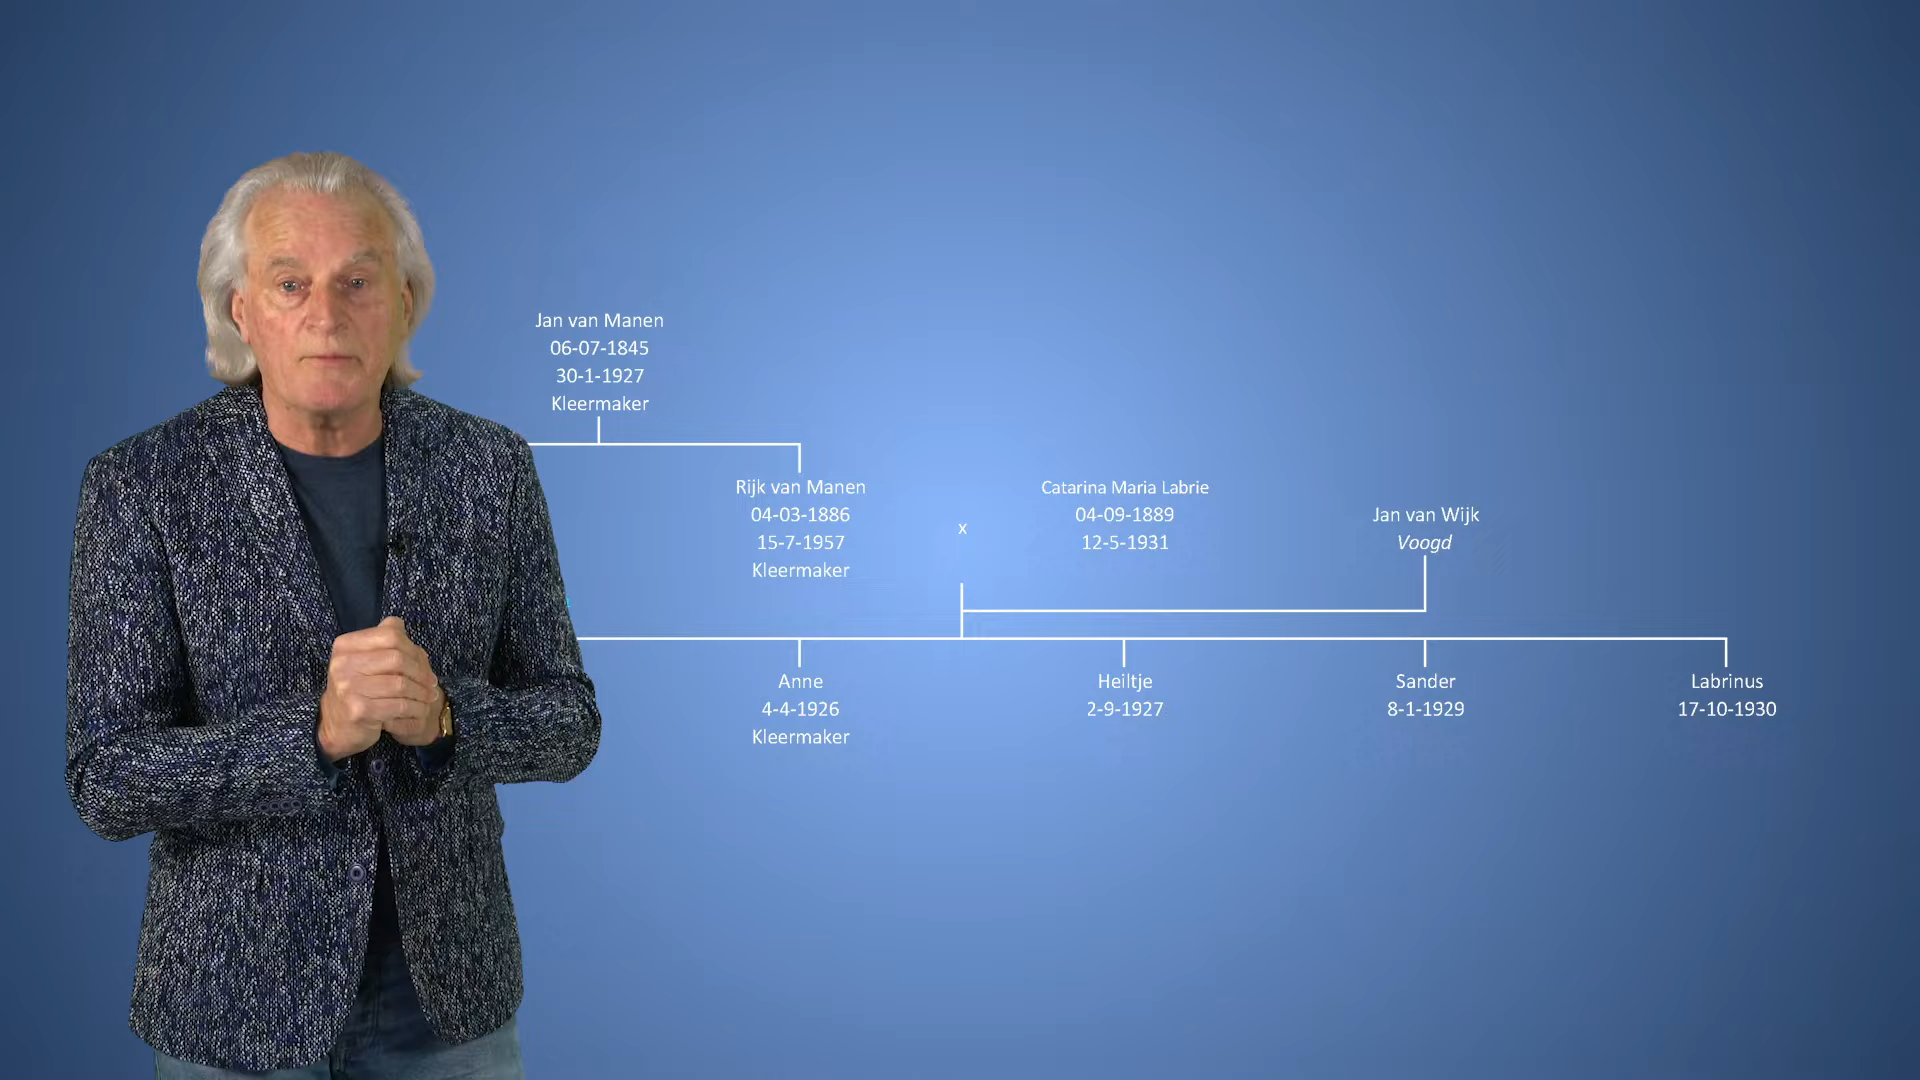 Jan van Manen
06-07-1845
30-1-1927
Kleermaker
Rijk van Manen
04-03-1886
15-7-1957
Kleermaker
x
Catarina Maria Labrie
04-09-1889
12-5-1931
Jan van Wijk
Voogd
Anne
4-4-1926
Kleermaker
Heiltje
2-9-1927
Sander
8-1-1929
Labrinus
17-10-1930